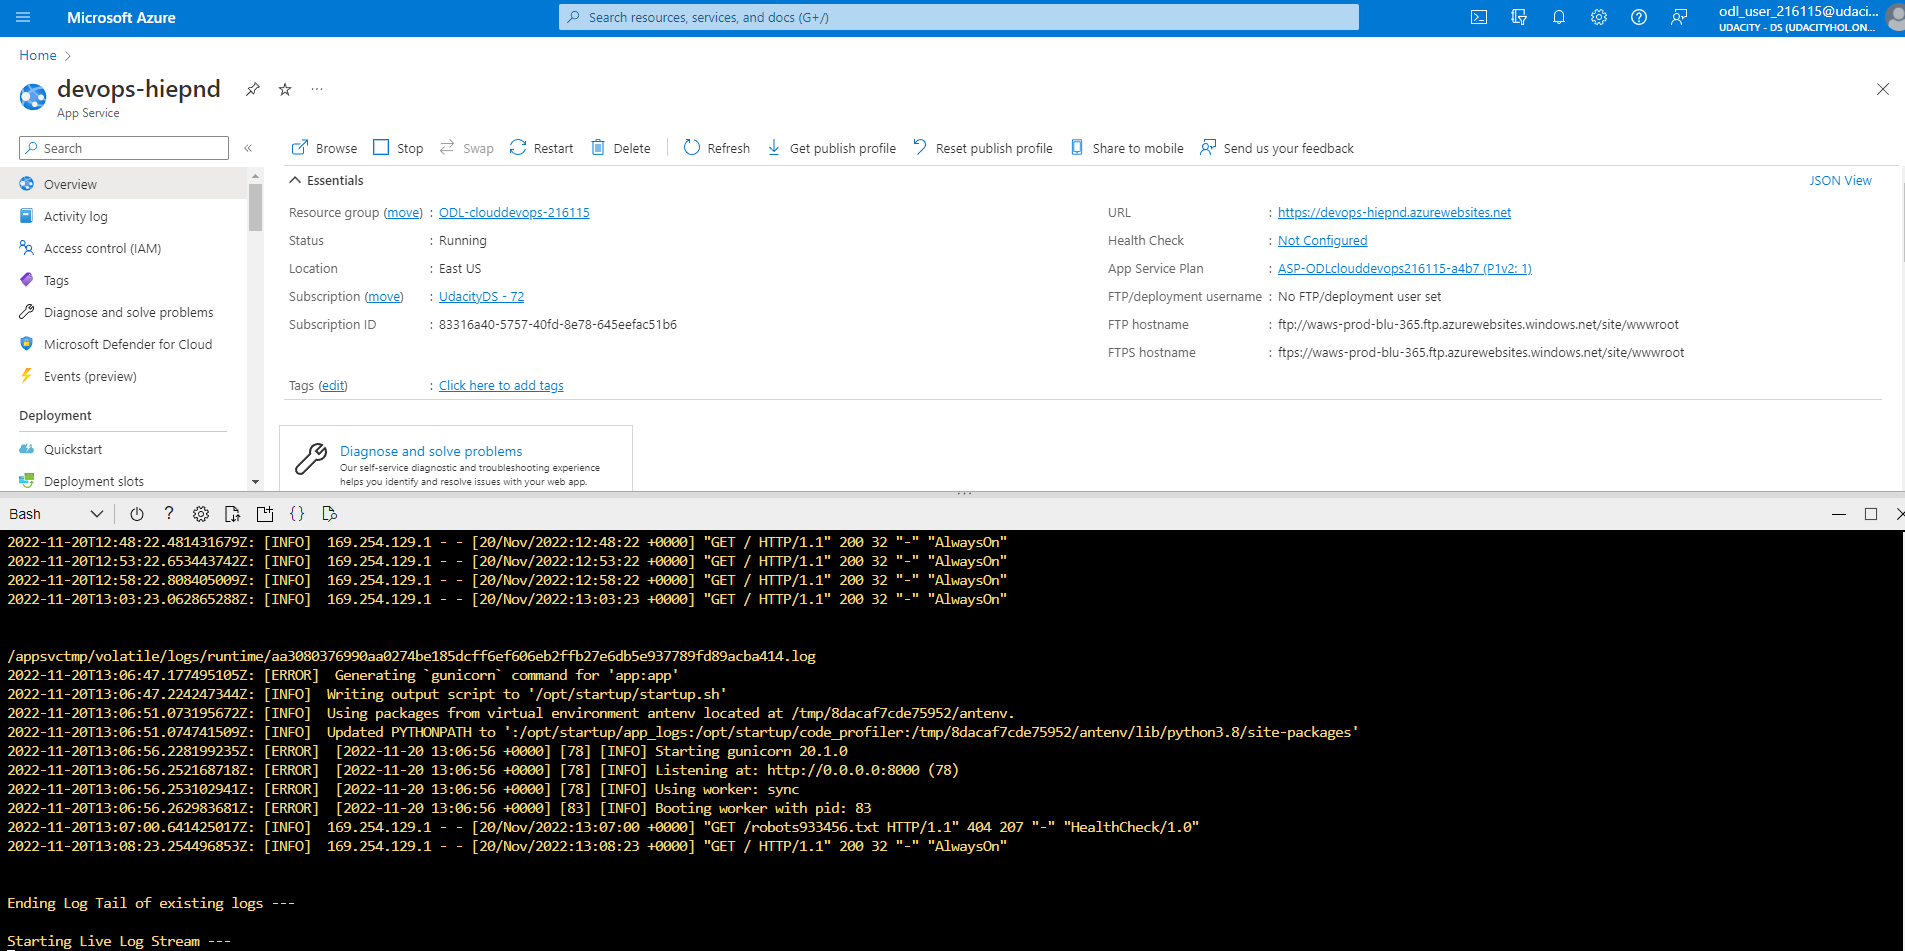 Microsoft Azure
Search resources, services, and docs (G+/)
odl_user_216115@udaci...
UDACITY - DS (UDACITYHOL.ON...
Home >
devops-hiepnd
App Service
Search
«
Browse
Stop
Swap
Restart
Delete
Refresh
Get publish profile
Reset publish profile
Share to mobile
Send us your feedback
Overview
Activity log
Access control (IAM)
Tags
Diagnose and solve problems
Microsoft Defender for Cloud
Events (preview)
Deployment
Quickstart
Deployment slots
Essentials
JSON View
Resource group (move) : ODL-clouddevops-216115
Status : Running
Location : East US
Subscription (move) : UdacityDS - 72
Subscription ID : 83316a40-5757-40fd-8e78-645eefac51b6
Tags (edit) : Click here to add tags
URL : https://devops-hiepnd.azurewebsites.net
Health Check : Not Configured
App Service Plan : ASP-ODLclouddevops216115-a4b7 (P1v2: 1)
FTP/deployment username : No FTP/deployment user set
FTP hostname : ftp://waws-prod-blu-365.ftp.azurewebsites.windows.net/site/wwwroot
FTPS hostname : ftps://waws-prod-blu-365.ftp.azurewebsites.windows.net/site/wwwroot
Diagnose and solve problems
Our self-service diagnostic and troubleshooting experience
helps you identify and resolve issues with your web app.
Bash
2022-11-20T12:48:22.481431679Z: [INFO]  169.254.129.1 - - [20/Nov/2022:12:48:22 +0000] "GET / HTTP/1.1" 200 32 "-" "AlwaysOn"
2022-11-20T12:53:22.653443742Z: [INFO]  169.254.129.1 - - [20/Nov/2022:12:53:22 +0000] "GET / HTTP/1.1" 200 32 "-" "AlwaysOn"
2022-11-20T12:58:22.808405009Z: [INFO]  169.254.129.1 - - [20/Nov/2022:12:58:22 +0000] "GET / HTTP/1.1" 200 32 "-" "AlwaysOn"
2022-11-20T13:03:23.062865288Z: [INFO]  169.254.129.1 - - [20/Nov/2022:13:03:23 +0000] "GET / HTTP/1.1" 200 32 "-" "AlwaysOn"
/appsvctmp/volatile/logs/runtime/aa3080376990aa0274be185dcff6ef606eb2ffb27e6db5e937789fd89acba414.log
2022-11-20T13:06:47.177495105Z: [ERROR]  Generating `gunicorn` command for 'app:app'
2022-11-20T13:06:47.224247344Z: [INFO]  Writing output script to '/opt/startup/startup.sh'
2022-11-20T13:06:51.073195672Z: [INFO]  Using packages from virtual environment antenv located at /tmp/8dacaf7cde75952/antenv.
2022-11-20T13:06:51.074741509Z: [INFO]  Updated PYTHONPATH to ':/opt/startup/app_logs:/opt/startup/code_profiler:/tmp/8dacaf7cde75952/antenv/lib/python3.8/site-packages'
2022-11-20T13:06:56.228199235Z: [ERROR]  [2022-11-20 13:06:56 +0000] [78] [INFO] Starting gunicorn 20.1.0
2022-11-20T13:06:56.252168718Z: [ERROR]  [2022-11-20 13:06:56 +0000] [78] [INFO] Listening at: http://0.0.0.0:8000 (78)
2022-11-20T13:06:56.253102941Z: [ERROR]  [2022-11-20 13:06:56 +0000] [78] [INFO] Using worker: sync
2022-11-20T13:06:56.262983681Z: [ERROR]  [2022-11-20 13:06:56 +0000] [83] [INFO] Booting worker with pid: 83
2022-11-20T13:07:00.641425017Z: [INFO]  169.254.129.1 - - [20/Nov/2022:13:07:00 +0000] "GET /robots933456.txt HTTP/1.1" 404 207 "-" "HealthCheck/1.0"
2022-11-20T13:08:23.254496853Z: [INFO]  169.254.129.1 - - [20/Nov/2022:13:08:23 +0000] "GET / HTTP/1.1" 200 32 "-" "AlwaysOn"
Ending Log Tail of existing logs ---
Starting Live Log Stream ---